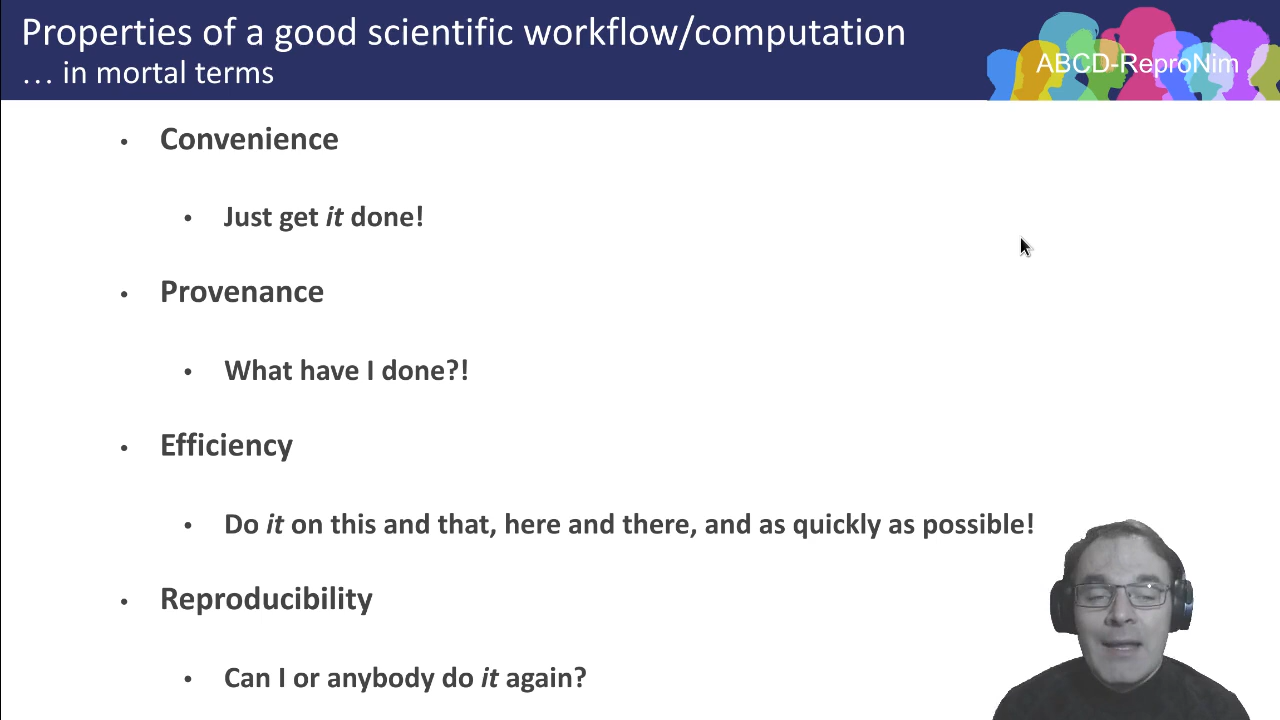 Properties of a good scientific workflow/computation
… in mortal terms
ABCD-ReproNim
• Convenience
• Just get it done!
• Provenance
• What have I done?!
• Efficiency
• Do it on this and that, here and there, and as quickly as possible!
• Reproducibility
• Can I or anybody do it again?